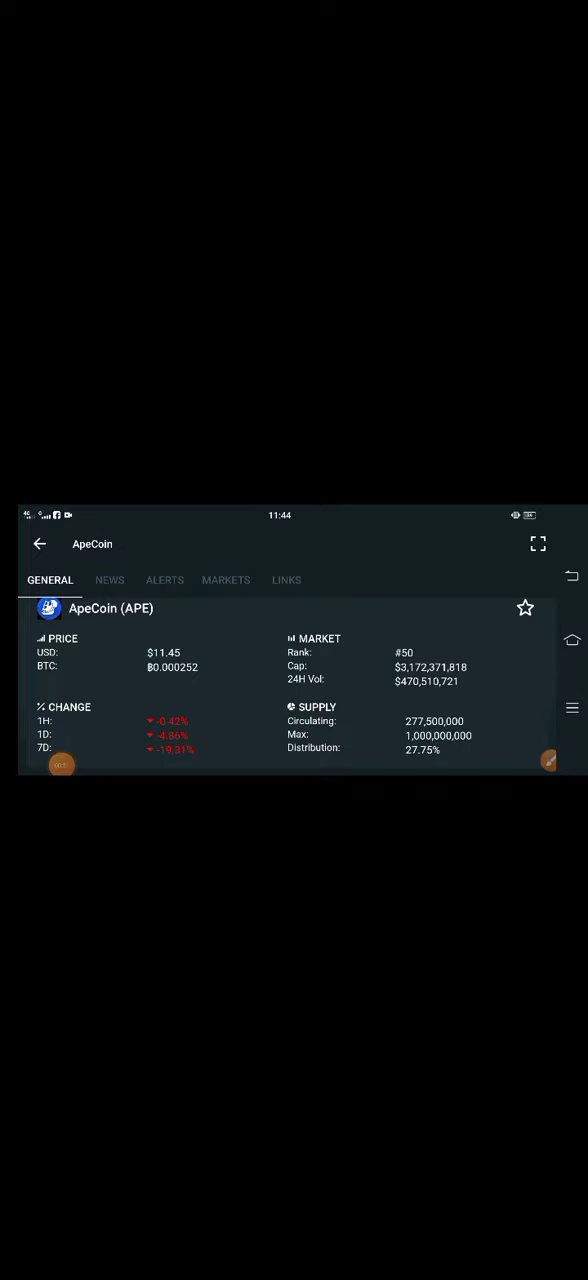 4G
11:44
ApeCoin
GENERAL NEWS ALERTS MARKETS LINKS
ApeCoin (APE)
PRICE MARKET
USD: $11.45 Rank: #50
BTC: ฿0.000252 Cap: $3,172,371,818
24H Vol: $470,510,721
CHANGE SUPPLY
1H: -0.42% Circulating: 277,500,000
1D: -4.86% Max: 1,000,000,000
7D: -19.31% Distribution: 27.75%